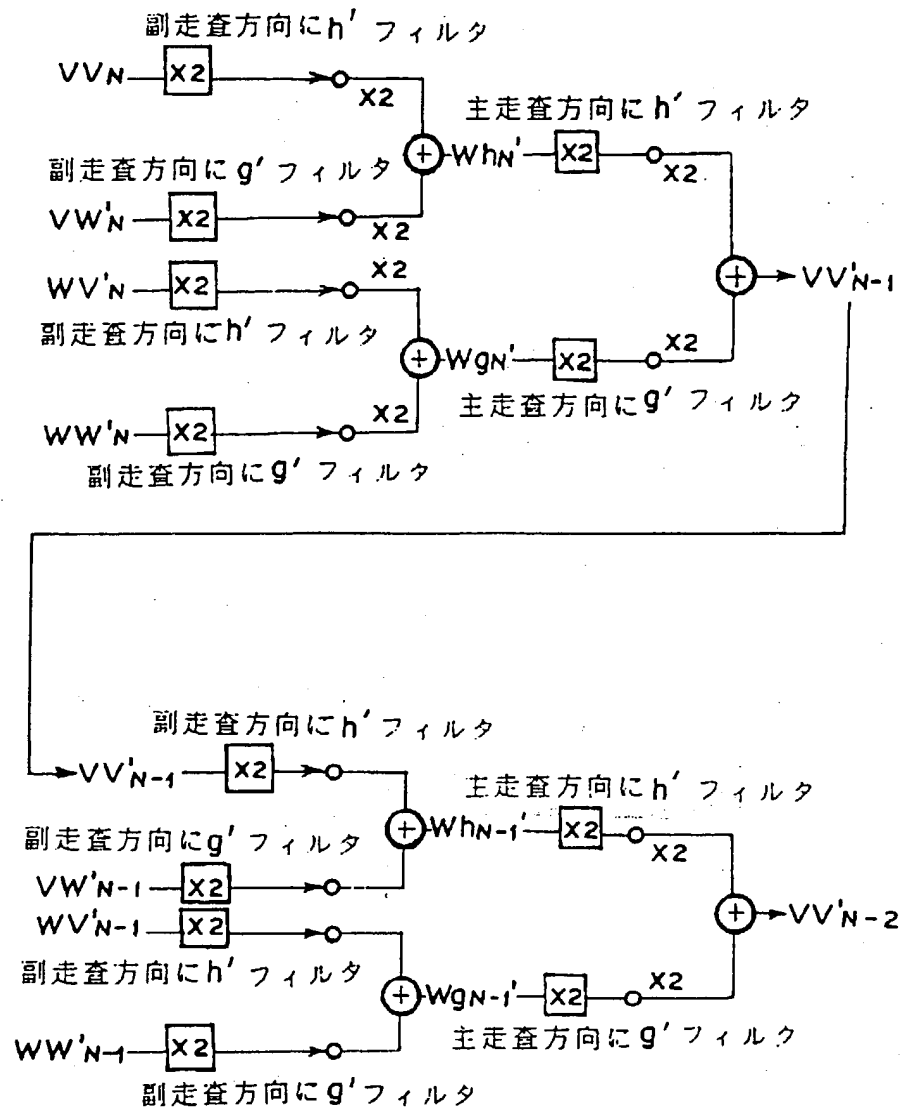 副走査方向にh' フィルタ
VVN X2 X2
主走査方向にh' フィルタ
WhN' X2 X2
副走査方向にg' フィルタ
VW'N X2 X2
WV'N X2 X2
VV'N-1
副走査方向にh' フィルタ
WgN' X2 X2
主走査方向にg' フィルタ
WW'N X2 X2
副走査方向にg' フィルタ
副走査方向にh' フィルタ
VV'N-1 X2
主走査方向にh' フィルタ
WhN-1' X2 X2
副走査方向にg' フィルタ
VW'N-1 X2
WV'N-1 X2
VV'N-2
副走査方向にh' フィルタ
WgN-1' X2 X2
主走査方向にg' フィルタ
WW'N-1 X2
副走査方向にg' フィルタ